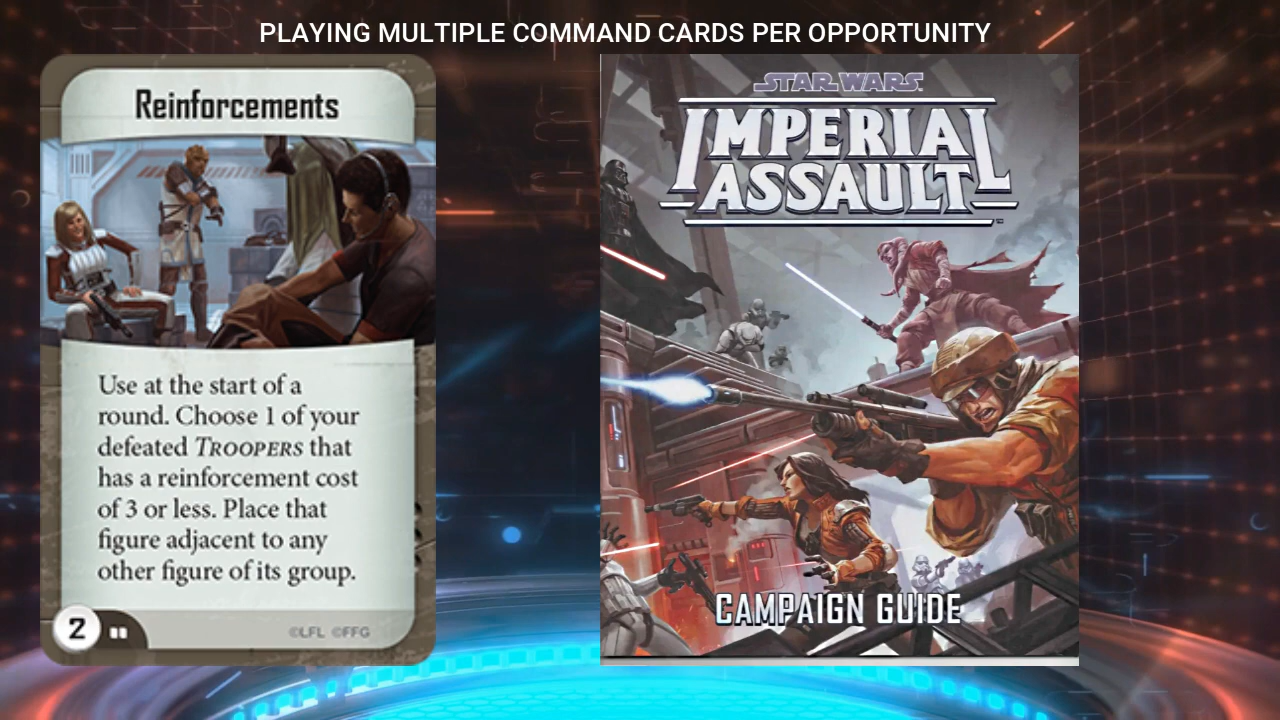 PLAYING MULTIPLE COMMAND CARDS PER OPPORTUNITY
Reinforcements
Use at the start of a
round. Choose 1 of your
defeated TROOPERS that
has a reinforcement cost
of 3 or less. Place that
figure adjacent to any
other figure of its group.
2
©LFL ©FFG
STAR WARS
IMPERIAL
ASSAULT
CAMPAIGN GUIDE